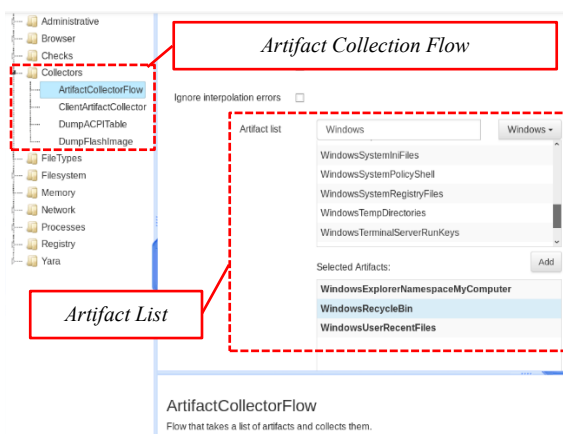 Administrative
Browser
Checks
Collectors
ArtifactCollectorFlow
ClientArtifactCollector
DumpACPITable
DumpFlashImage
FileTypes
Filesystem
Memory
Network
Processes
Registry
Yara
Artifact Collection Flow
Ignore interpolation errors
Artifact list
Windows
Windows
WindowsSystemIniFiles
WindowsSystemPolicyShell
WindowsSystemRegistryFiles
WindowsTempDirectories
WindowsTerminalServerRunKeys
Selected Artifacts:
Add
WindowsExplorerNamespaceMyComputer
WindowsRecycleBin
WindowsUserRecentFiles
Artifact List
ArtifactCollectorFlow
Flow that takes a list of artifacts and collects them.